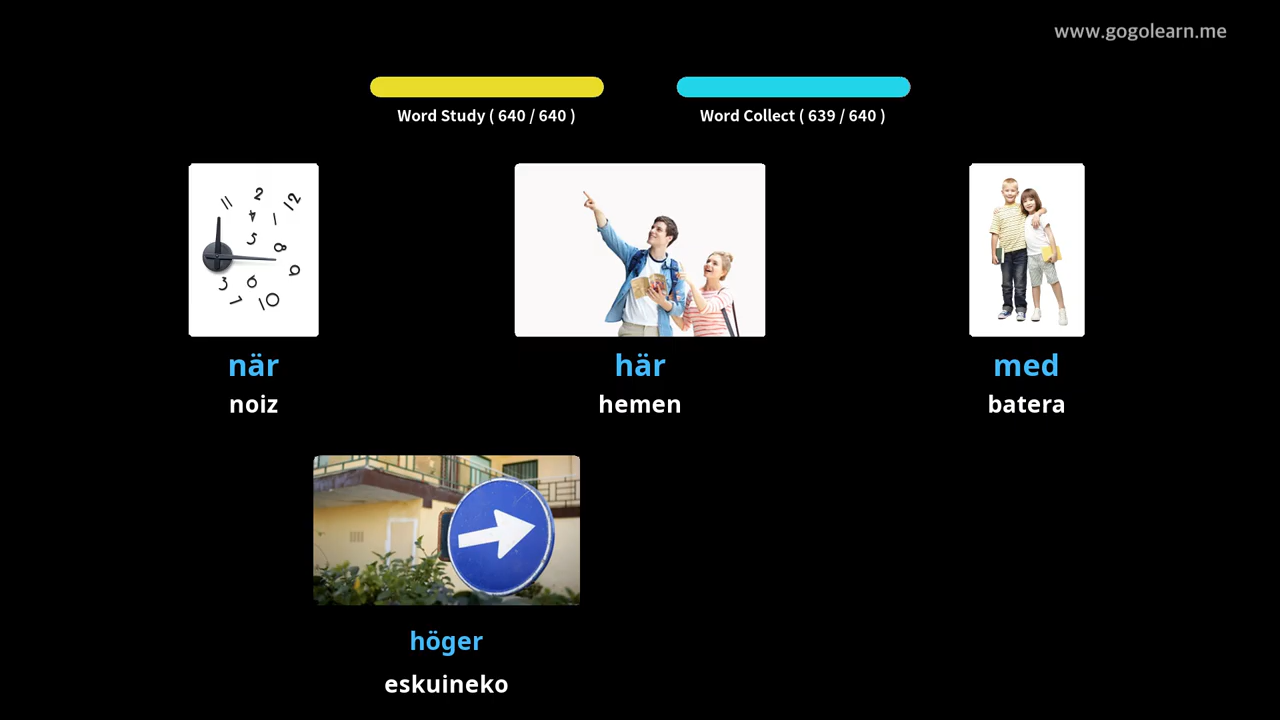 www.gogolearn.me
Word Study ( 640 / 640 )
Word Collect ( 639 / 640 )
när
här
med
noiz
hemen
batera
höger
eskuineko